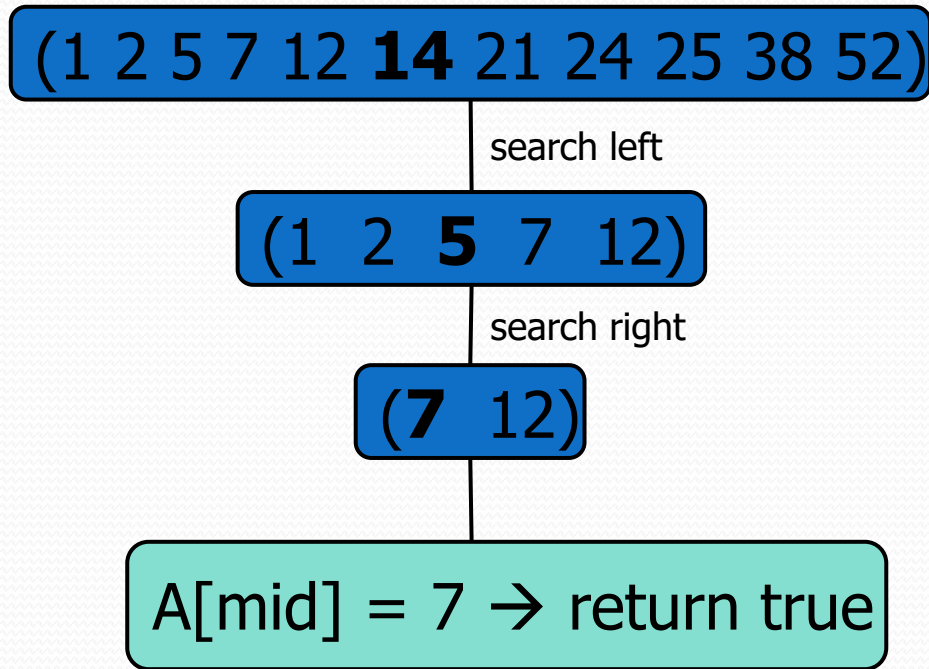 (1 2 5 7 12 14 21 24 25 38 52)
search left
(1 2 5 7 12)
search right
(7 12)
A[mid] = 7 → return true